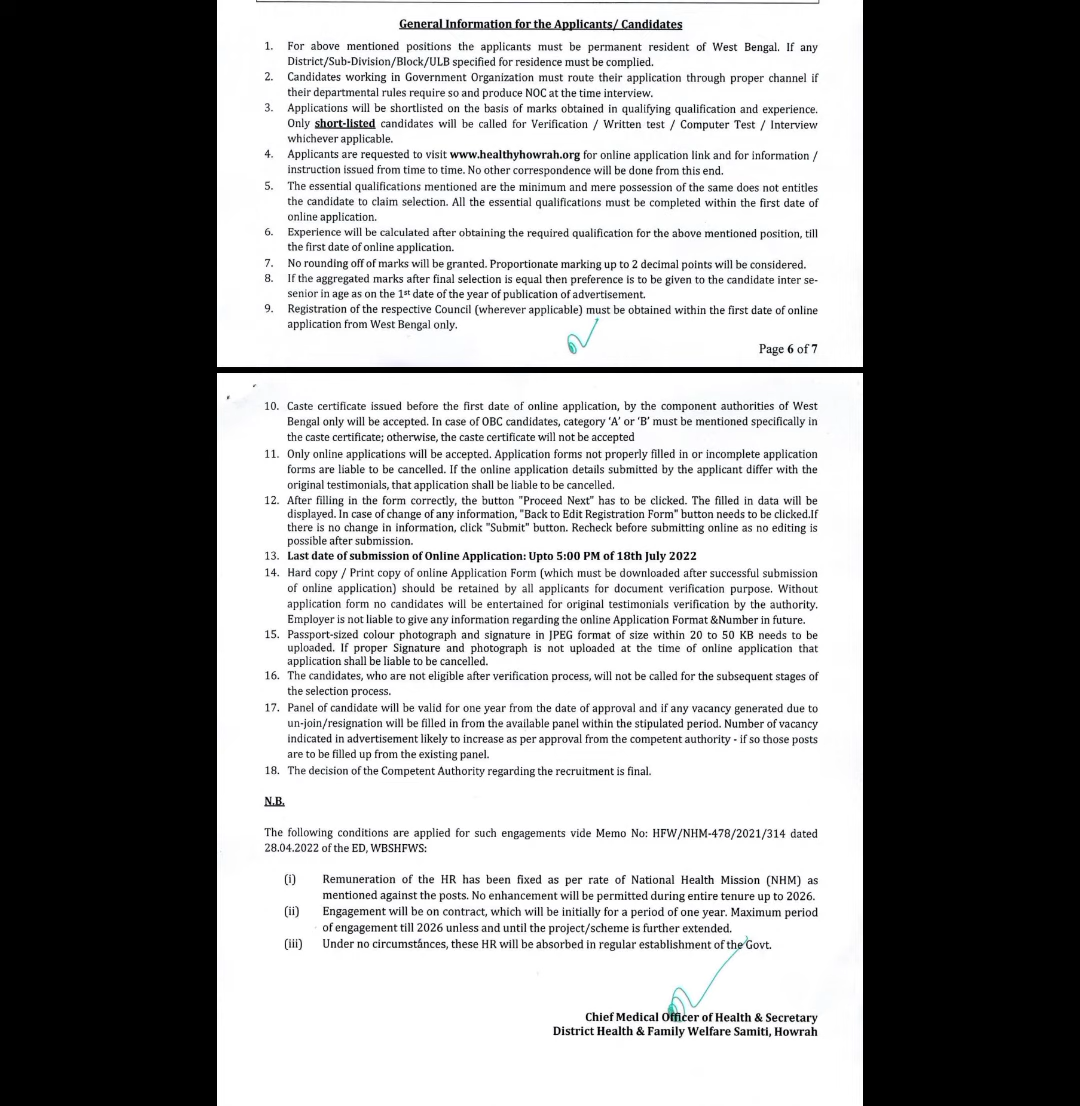 General Information for the Applicants/ Candidates
1. For above mentioned positions the applicants must be permanent resident of West Bengal. If any
District/Sub-Division/Block/ULB specified for residence must be complied.
2. Candidates working in Government Organization must route their application through proper channel if
their departmental rules require so and produce NOC at the time interview.
3. Applications will be shortlisted on the basis of marks obtained in qualifying qualification and experience.
Only short-listed candidates will be called for Verification / Written test / Computer Test / Interview
whichever applicable.
4. Applicants are requested to visit www.healthyhowrah.org for online application link and for information /
instruction issued from time to time. No other correspondence will be done from this end.
5. The essential qualifications mentioned are the minimum and mere possession of the same does not entitles
the candidate to claim selection. All the essential qualifications must be completed within the first date of
online application.
6. Experience will be calculated after obtaining the required qualification for the above mentioned position, till
the first date of online application.
7. No rounding off of marks will be granted. Proportionate marking up to 2 decimal points will be considered.
8. If the aggregated marks after final selection is equal then preference is to be given to the candidate inter se-
senior in age as on the 1st date of the year of publication of advertisement.
9. Registration of the respective Council (wherever applicable) must be obtained within the first date of online
application from West Bengal only.
Page 6 of 7
10. Caste certificate issued before the first date of online application, by the component authorities of West
Bengal only will be accepted. In case of OBC candidates, category 'A' or 'B' must be mentioned specifically in
the caste certificate; otherwise, the caste certificate will not be accepted
11. Only online applications will be accepted. Application forms not properly filled in or incomplete application
forms are liable to be cancelled. If the online application details submitted by the applicant differ with the
original testimonials, that application shall be liable to be cancelled.
12. After filling in the form correctly, the button "Proceed Next" has to be clicked. The filled in data will be
displayed. In case of change of any information, "Back to Edit Registration Form" button needs to be clicked.If
there is no change in information, click "Submit" button. Recheck before submitting online as no editing is
possible after submission.
13. Last date of submission of Online Application: Upto 5:00 PM of 18th July 2022
14. Hard copy / Print copy of online Application Form (which must be downloaded after successful submission
of online application) should be retained by all applicants for document verification purpose. Without
application form no candidates will be entertained for original testimonials verification by the authority.
Employer is not liable to give any information regarding the online Application Format &Number in future.
15. Passport-sized colour photograph and signature in JPEG format of size within 20 to 50 KB needs to be
uploaded. If proper Signature and photograph is not uploaded at the time of online application that
application shall be liable to be cancelled.
16. The candidates, who are not eligible after verification process, will not be called for the subsequent stages of
the selection process.
17. Panel of candidate will be valid for one year from the date of approval and if any vacancy generated due to
un-join/resignation will be filled in from the available panel within the stipulated period. Number of vacancy
indicated in advertisement likely to increase as per approval from the competent authority - if so those posts
are to be filled up from the existing panel.
18. The decision of the Competent Authority regarding the recruitment is final.
N.B.
The following conditions are applied for such engagements vide Memo No: HFW/NHM-478/2021/314 dated
28.04.2022 of the ED, WBSHFWS:
(i) Remuneration of the HR has been fixed as per rate of National Health Mission (NHM) as
mentioned against the posts. No enhancement will be permitted during entire tenure up to 2026.
(ii) Engagement will be on contract, which will be initially for a period of one year. Maximum period
of engagement till 2026 unless and until the project/scheme is further extended.
(iii) Under no circumstances, these HR will be absorbed in regular establishment of the Govt.
Chief Medical Officer of Health & Secretary
District Health & Family Welfare Samiti, Howrah